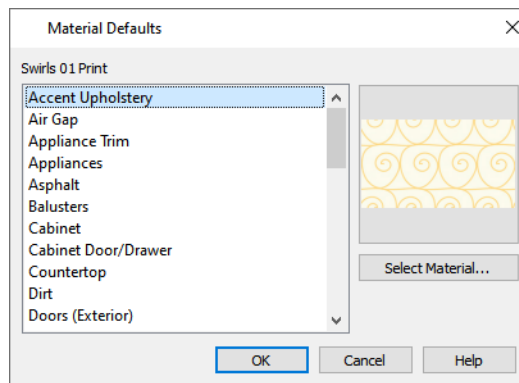 Material Defaults
Swirls 01 Print
Accent Upholstery
Air Gap
Appliance Trim
Appliances
Asphalt
Balusters
Cabinet
Cabinet Door/Drawer
Countertop
Dirt
Doors (Exterior)
Select Material...
OK
Cancel
Help